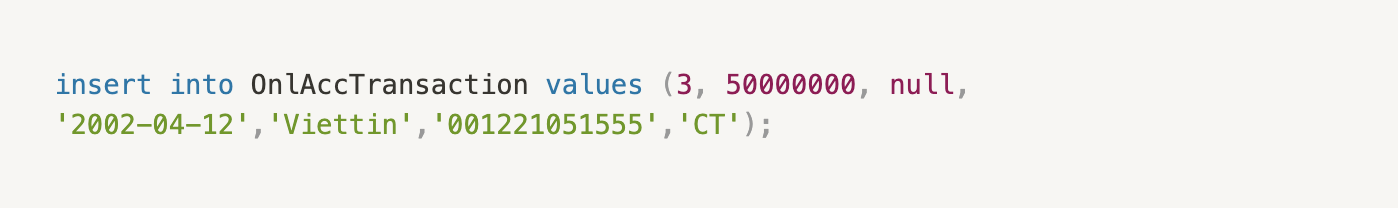 insert into OnlAccTransaction values (3, 50000000, null,
'2002-04-12','Viettin','001221051555','CT');